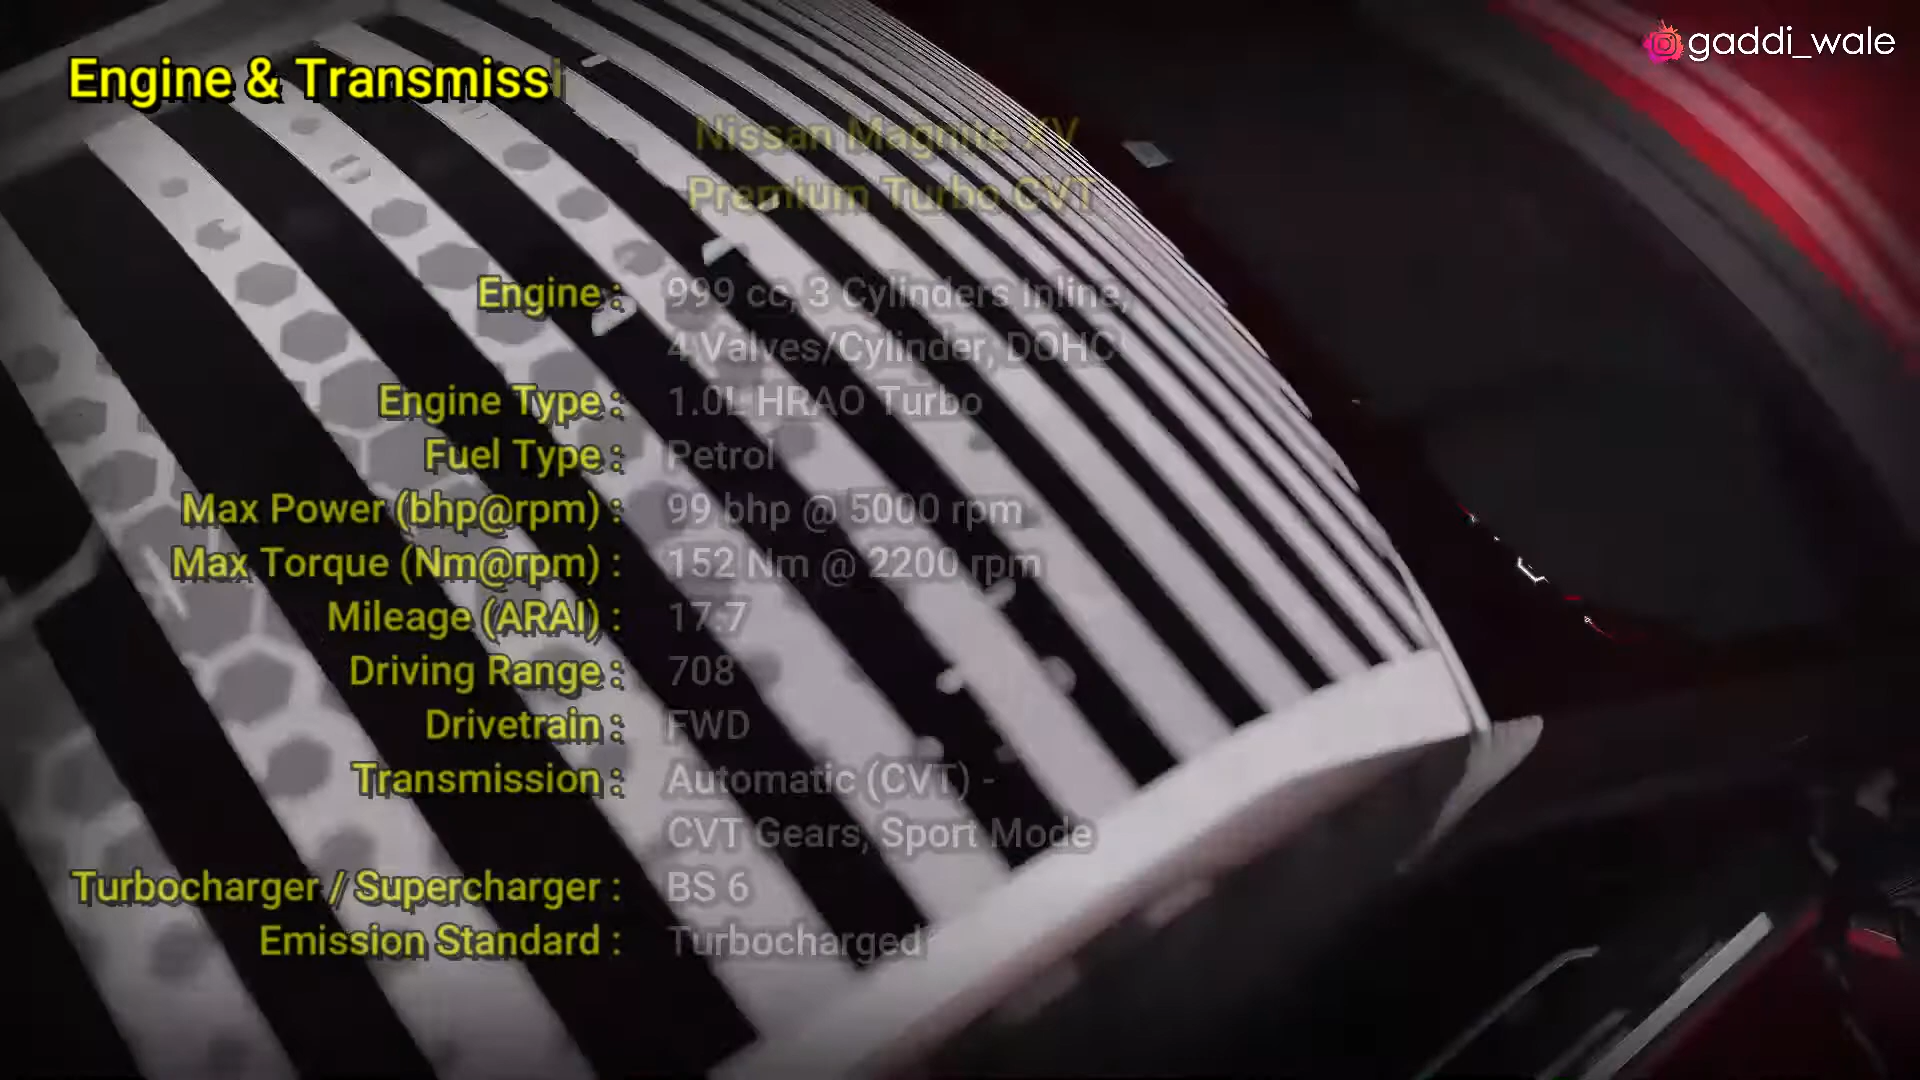 gaddi_wale
Engine & Transmissi
Nissan Magnite XV
Premium Turbo CVT
Engine : 999 cc, 3 Cylinders Inline,
4 Valves/Cylinder, DOHC
Engine Type : 1.0L HRAO Turbo
Fuel Type : Petrol
Max Power (bhp@rpm) : 99 bhp @ 5000 rpm
Max Torque (Nm@rpm) : 152 Nm @ 2200 rpm
Mileage (ARAI) : 17.7
Driving Range : 708
Drivetrain : FWD
Transmission : Automatic (CVT) -
CVT Gears, Sport Mode
Turbocharger / Supercharger : BS 6
Emission Standard : Turbocharged